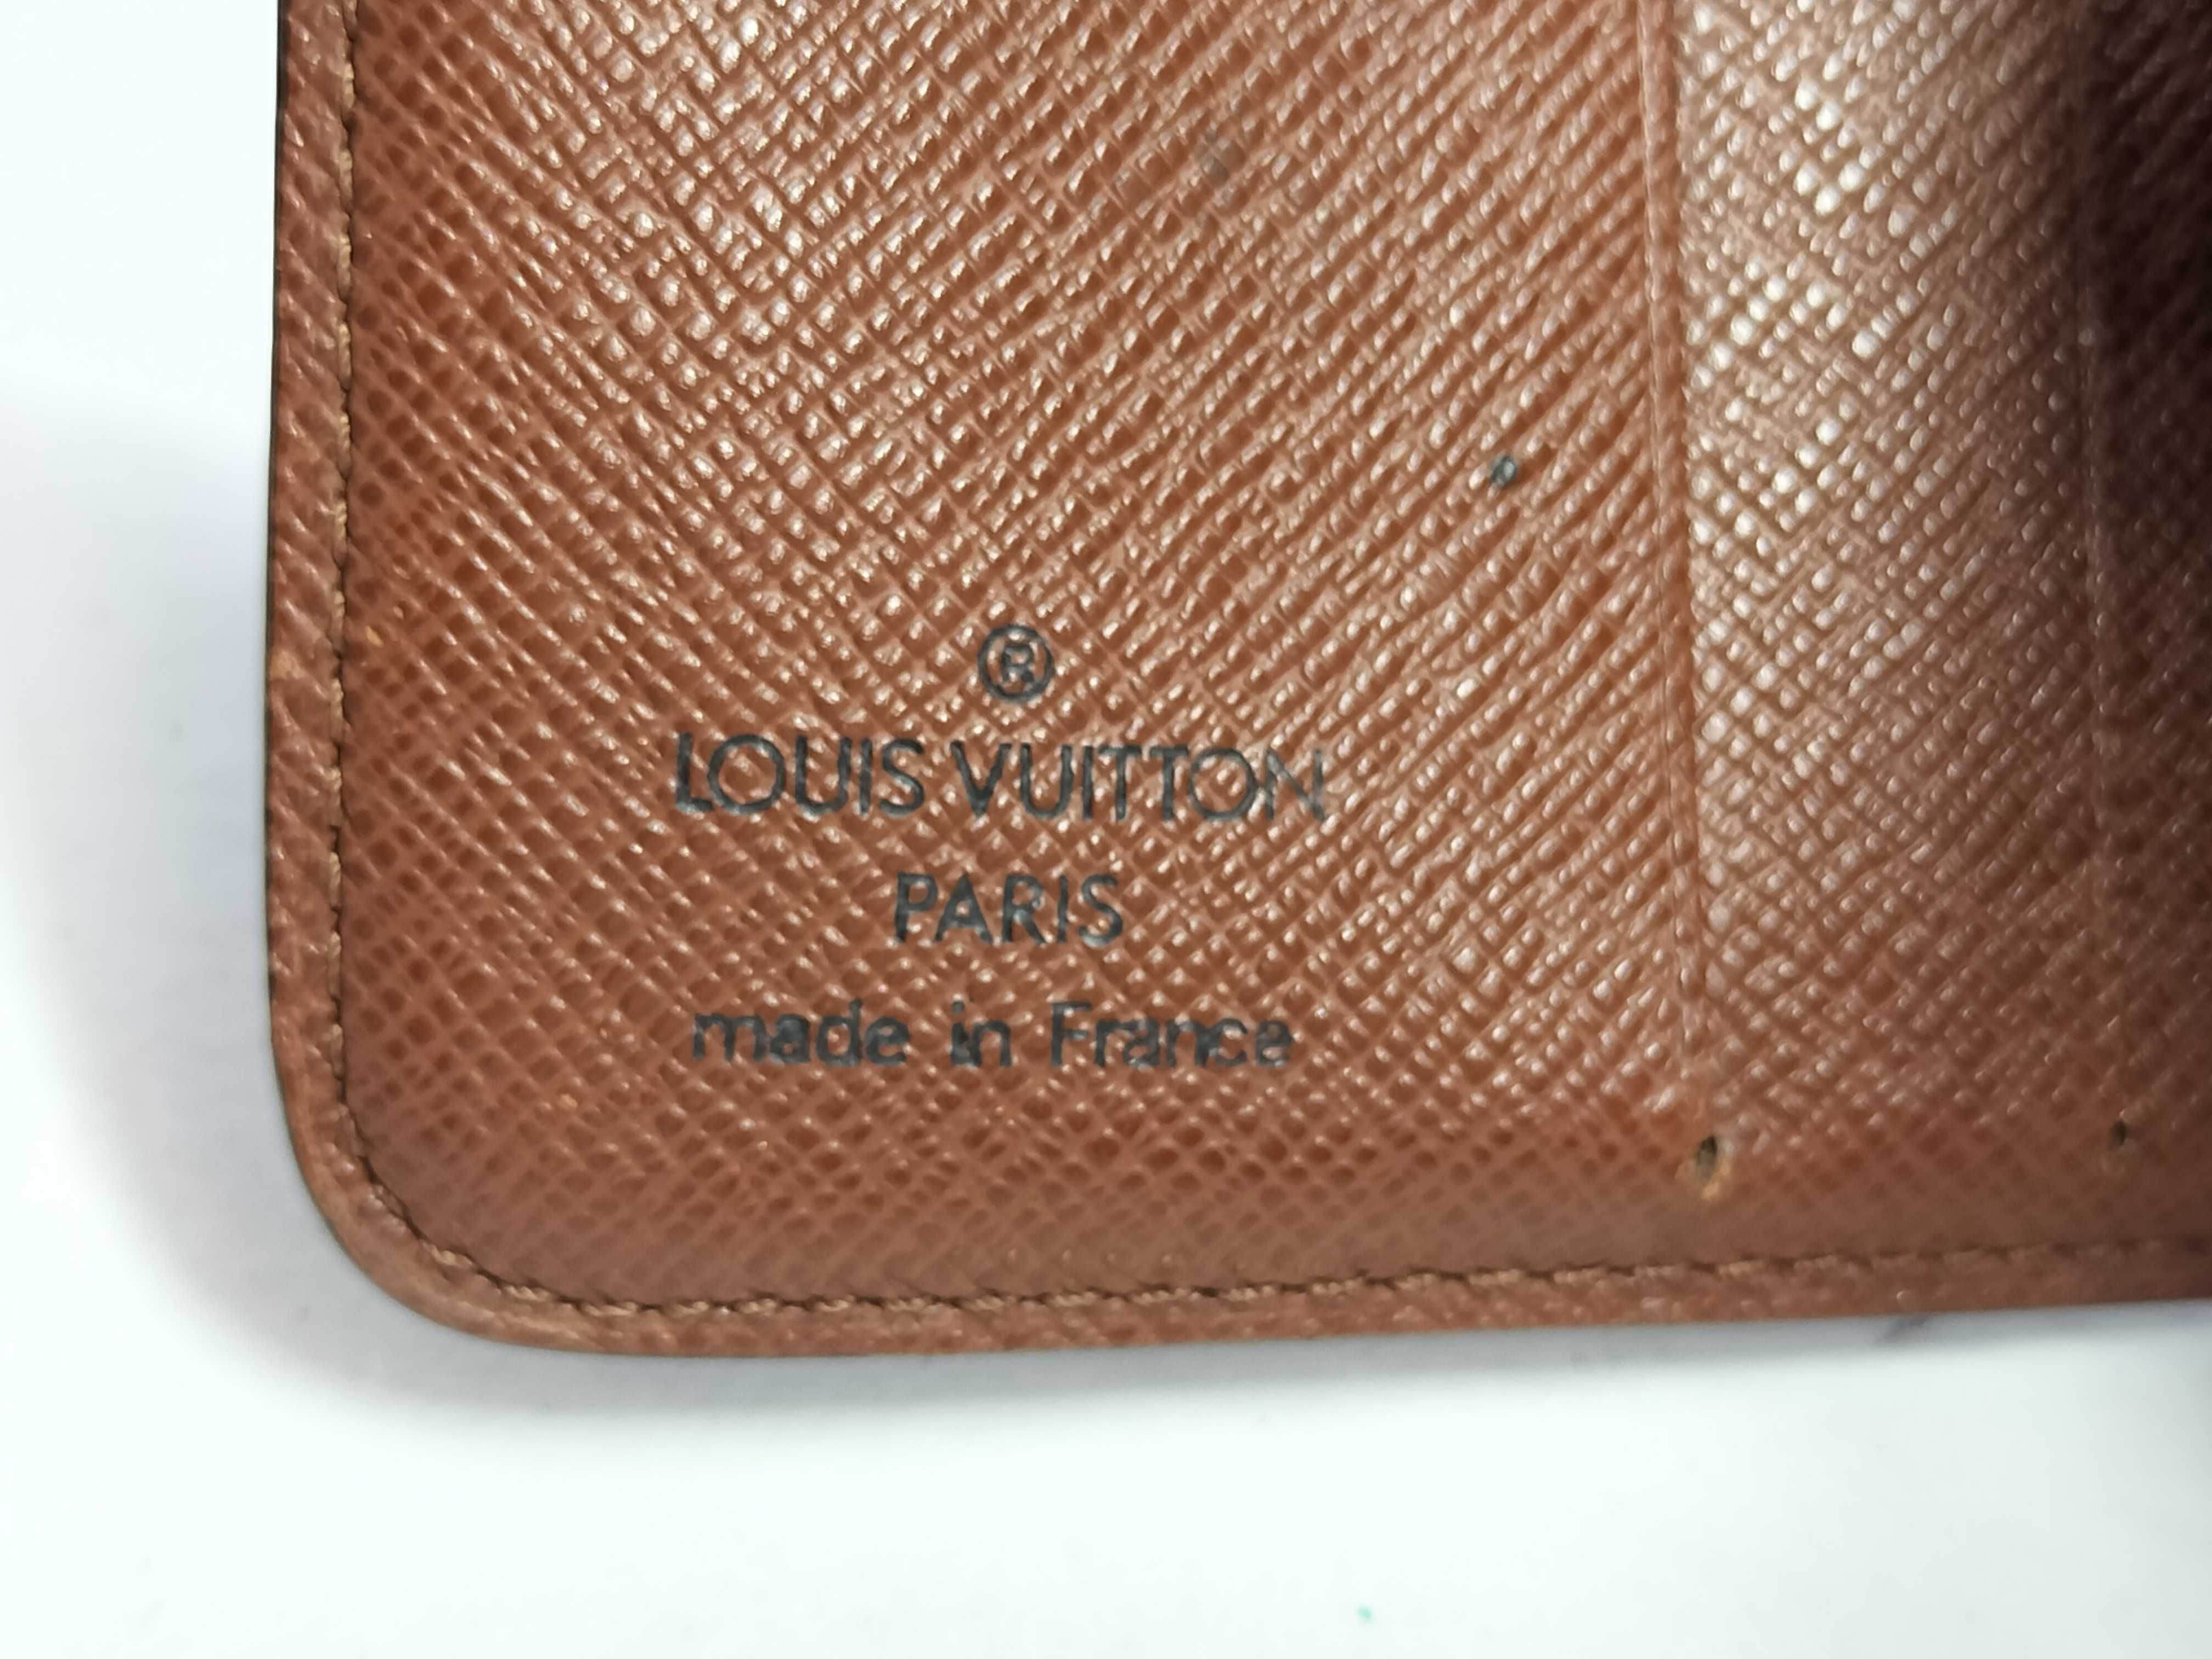 ®
LOUIS VUITTON
PARIS
made in France